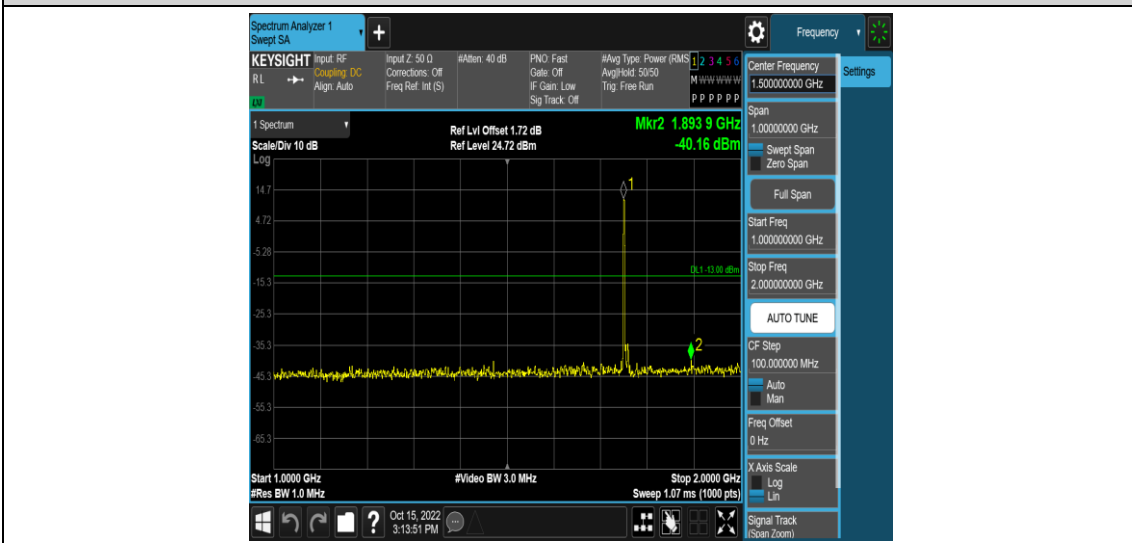 Spectrum Analyzer 1
Swept SA
+
Frequency
KEYSIGHT
Input: RF
Input Z: 50 Ω
#Atten: 40 dB
PNO: Fast
#Avg Type: Power (RMS
1 2 3 4 5 6
RL
Coupling: DC
Corrections: Off
Gate: Off
Avg|Hold: 50/50
M W W W W W
Align: Auto
Freq Ref: Int (S)
IF Gain: Low
Trig: Free Run
Sig Track: Off
P P P P P P
1 Spectrum
Ref Lvl Offset 1.72 dB
Mkr2 1.893 9 GHz
Scale/Div 10 dB
Ref Level 24.72 dBm
-40.16 dBm
Log
1
14.7
4.72
-5.28
DL1 -13.00 dBm
-15.3
-25.3
-35.3
2
-45.3
-55.3
-65.3
Start 1.0000 GHz
#Video BW 3.0 MHz
Stop 2.0000 GHz
#Res BW 1.0 MHz
Sweep 1.07 ms (1000 pts)
Center Frequency
1.500000000 GHz
Settings
Span
1.00000000 GHz
Swept Span
Zero Span
Full Span
Start Freq
1.000000000 GHz
Stop Freq
2.000000000 GHz
AUTO TUNE
CF Step
100.000000 MHz
Auto
Man
Freq Offset
0 Hz
X Axis Scale
Log
Lin
Signal Track
(Span Zoom)
?
Oct 15, 2022
3:13:51 PM